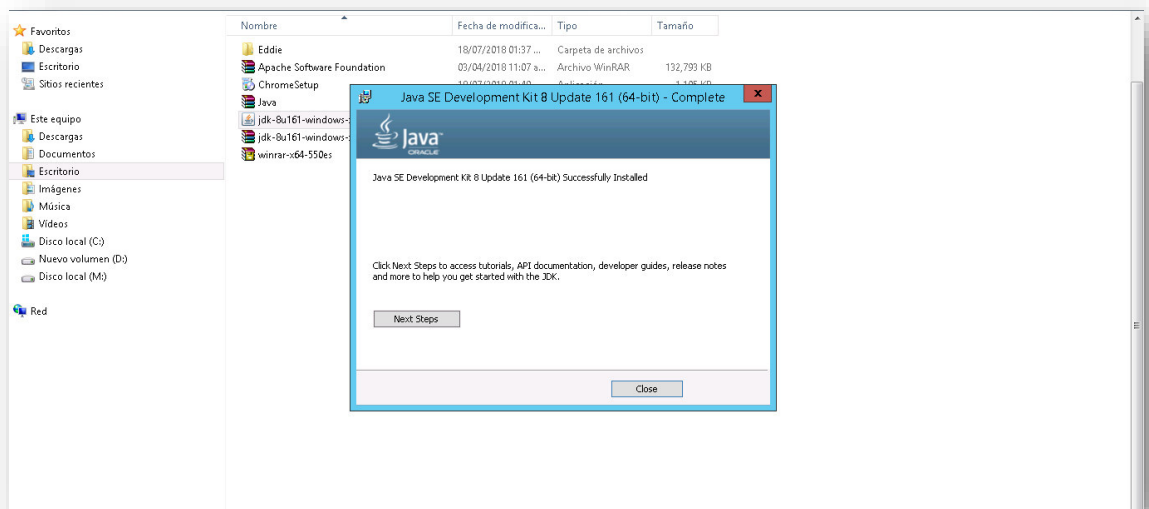 Nombre Fecha de modifica... Tipo Tamaño
Favoritos
Descargas
Escritorio
Sitios recientes
Este equipo
Descargas
Documentos
Escritorio
Imágenes
Música
Vídeos
Disco local (C:)
Nuevo volumen (D:)
Disco local (M:)
Red
Eddie 18/07/2018 01:37 ... Carpeta de archivos
Apache Software Foundation 03/04/2018 11:07 a... Archivo WinRAR 132,793 KB
ChromeSetup
Java
jdk-8u161-windows-
jdk-8u161-windows-
winrar-x64-550es
Java SE Development Kit 8 Update 161 (64-bit) - Complete
Java
ORACLE
Java SE Development Kit 8 Update 161 (64-bit) Successfully Installed
Click Next Steps to access tutorials, API documentation, developer guides, release notes
and more to help you get started with the JDK.
Next Steps
Close